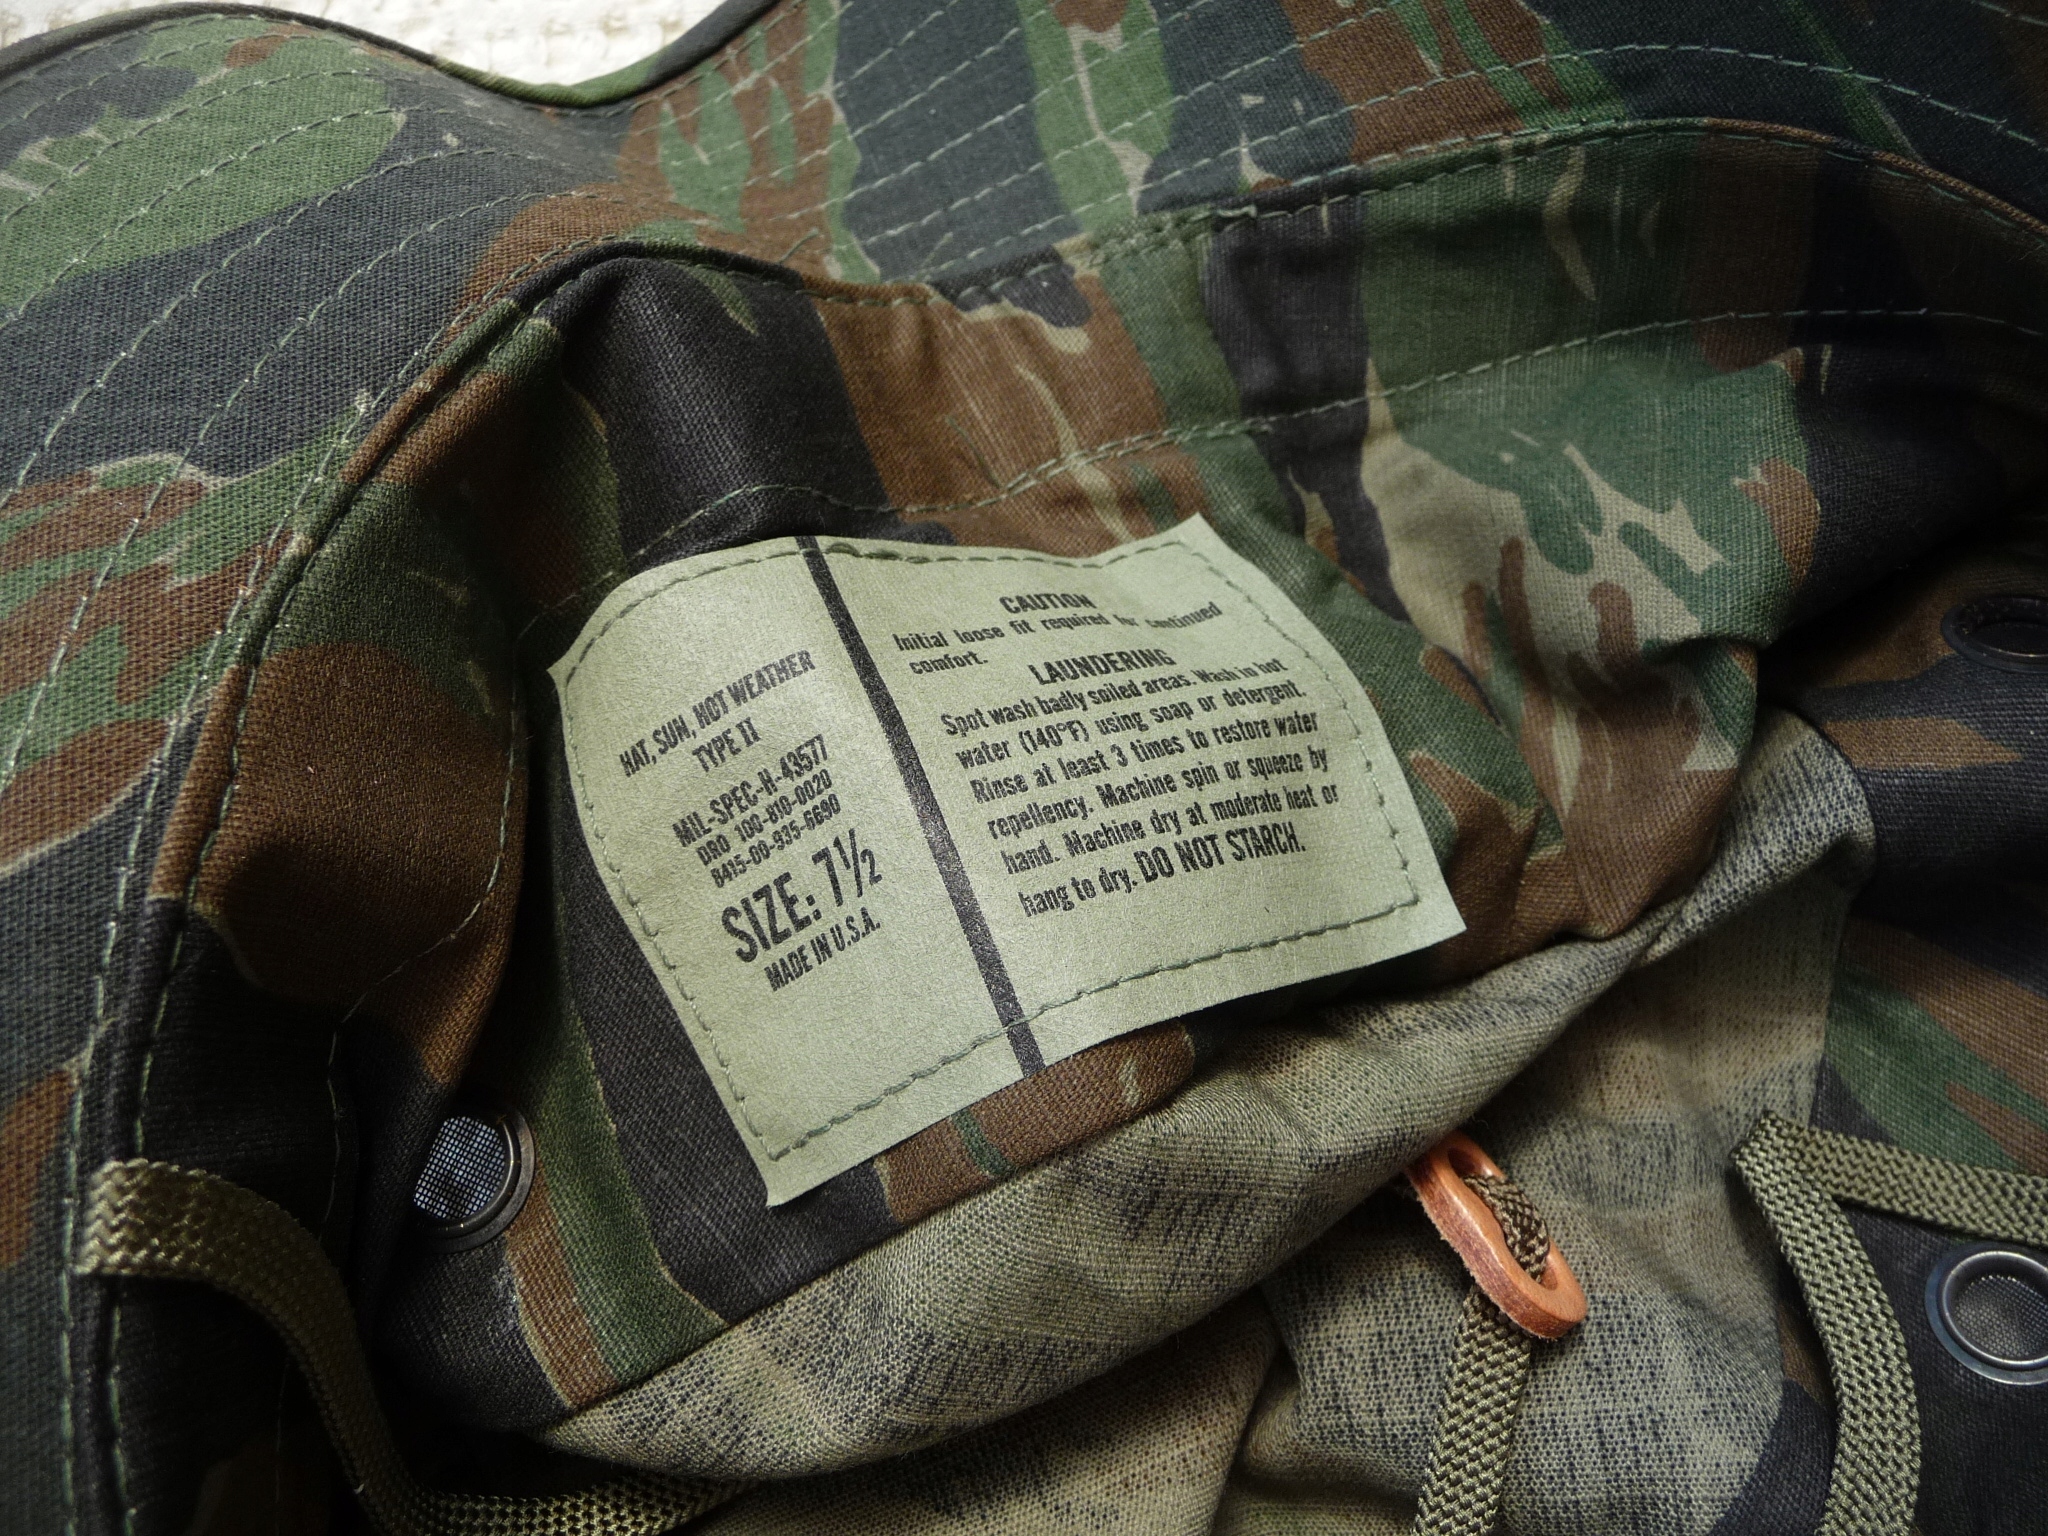 HAT, SUN, HOT WEATHER
TYPE II
MIL-SPEC-H-43577
DRO 100-810-0020
8415-00-935-6690
SIZE: 7½
MADE IN U.S.A.
CAUTION
Initial loose fit required for continued
comfort.
LAUNDERING
Spot wash badly soiled areas. Wash in hot
water (140°F) using soap or detergent.
Rinse at least 3 times to restore water
repellency. Machine spin or squeeze by
hand. Machine dry at moderate heat or
hang to dry. DO NOT STARCH.